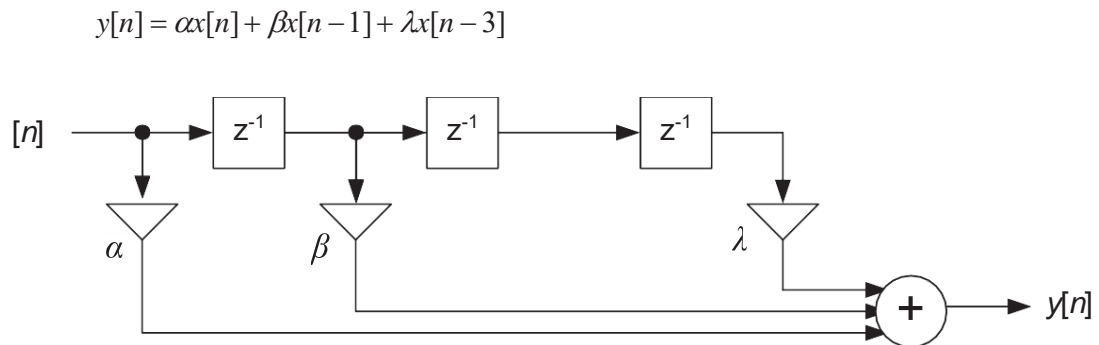 y[n] = αx[n] + βx[n − 1] + λx[n − 3]
[n] z⁻¹ z⁻¹ z⁻¹
α β λ
+ y[n]